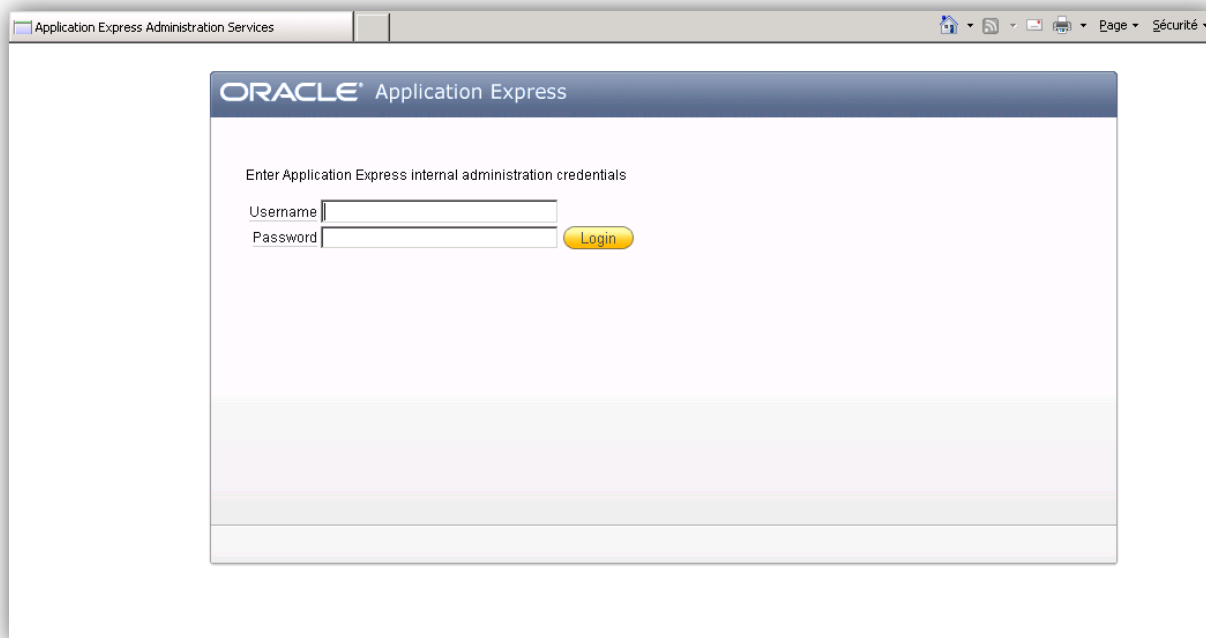 Application Express Administration Services
Page Sécurité
ORACLE® Application Express
Enter Application Express internal administration credentials
Username
Password Login